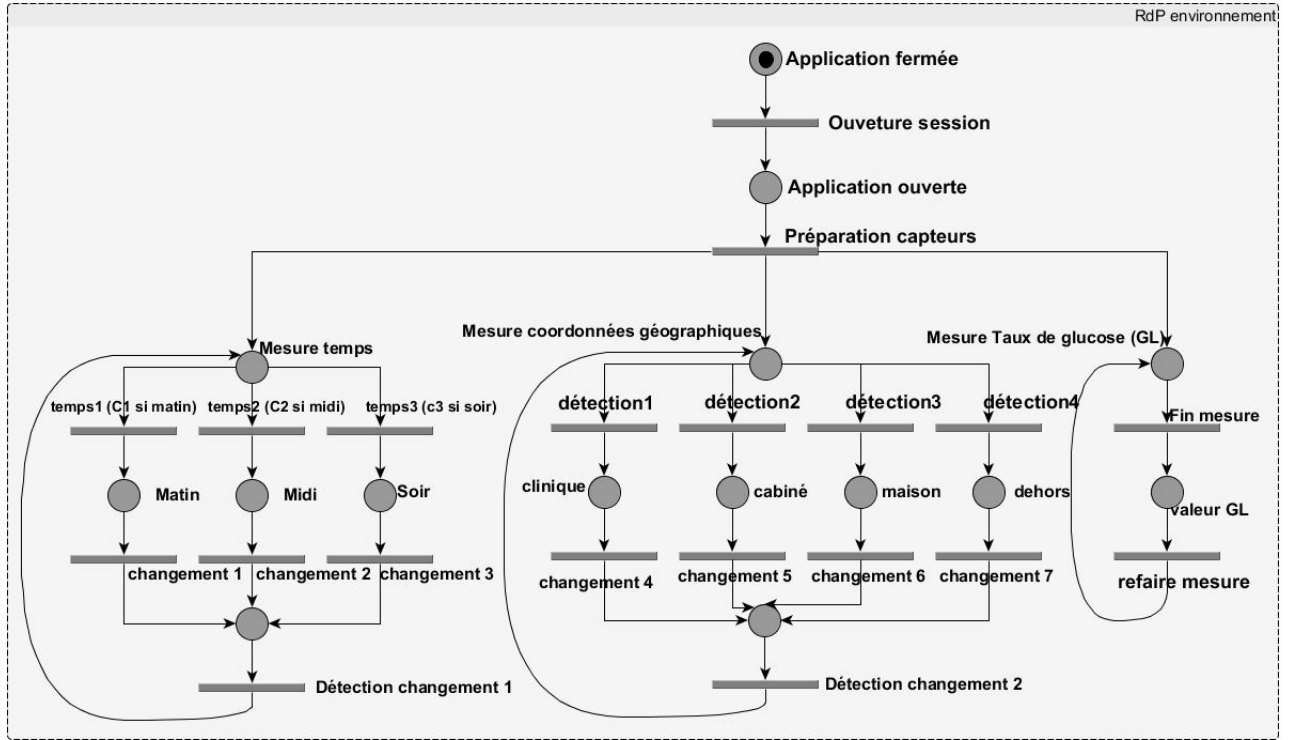 RdP environnement
Application fermée
Ouveture session
Application ouverte
Préparation capteurs
Mesure temps
Mesure coordonnées géographiques
Mesure Taux de glucose (GL)
temps1 (C1 si matin) temps2 (C2 si midi) temps3 (c3 si soir)
détection1 détection2 détection3 détection4
Fin mesure
Matin Midi Soir
clinique cabiné maison dehors
valeur GL
changement 1 changement 2 changement 3
changement 4 changement 5 changement 6 changement 7
refaire mesure
Détection changement 1
Détection changement 2